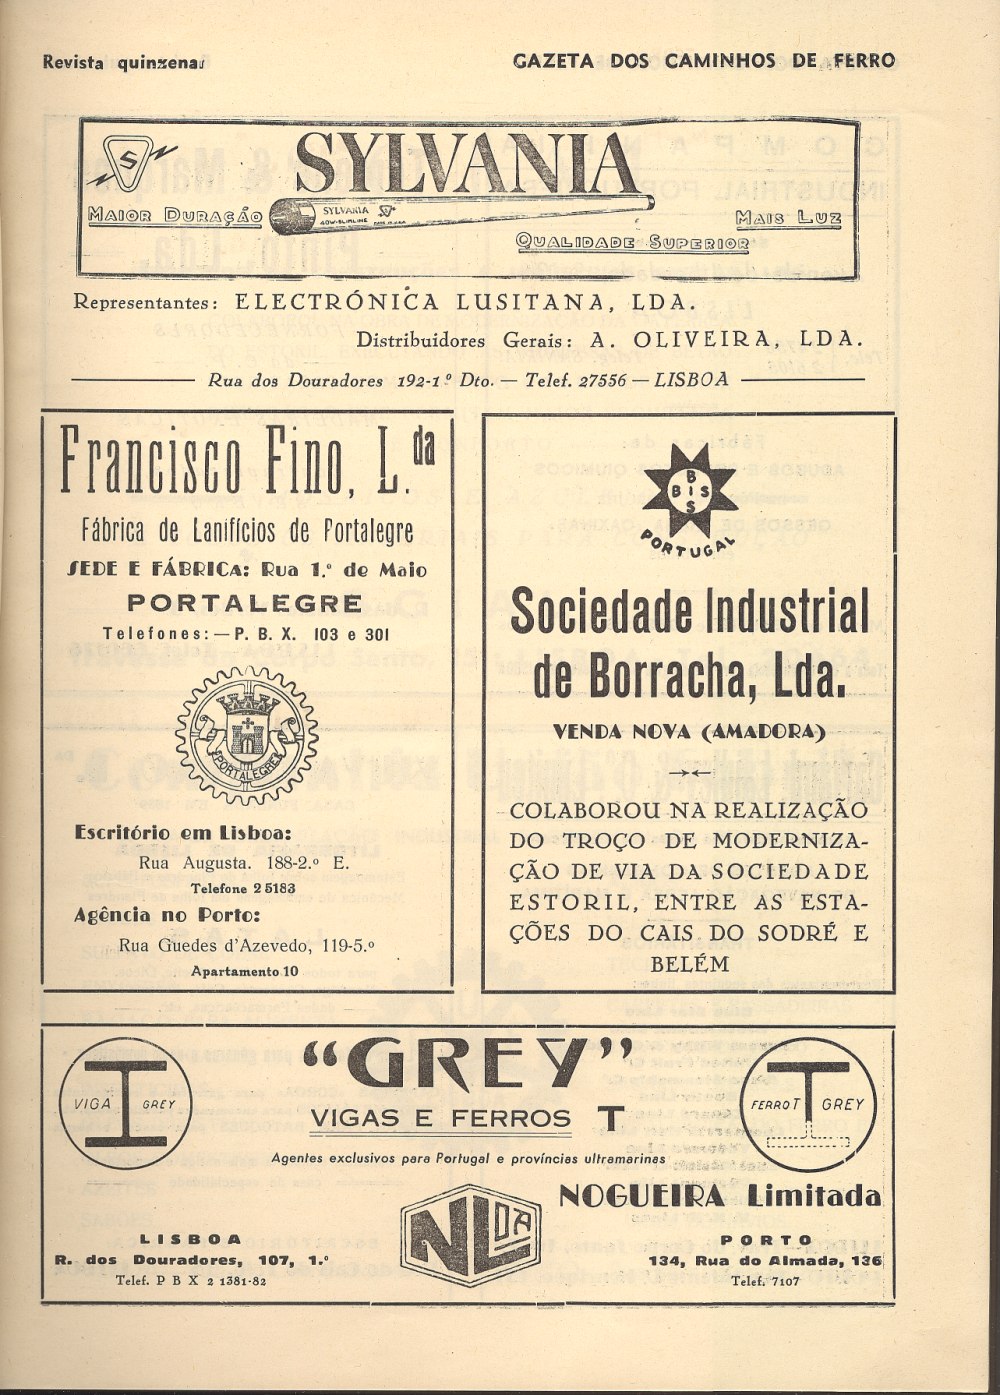 Revista quinzenal
GAZETA DOS CAMINHOS DE FERRO
S
SYLVANIA
MAIOR DURAÇÃO
SYLVANIA
MAIS LUZ
QUALIDADE SUPERIOR
Representantes: ELECTRÓNICA LUSITANA, LDA.
Distribuidores Gerais: A. OLIVEIRA, LDA.
Rua dos Douradores 192-1.º Dto. — Telef. 27556 — LISBOA
Francisco Fino, L.da
Fábrica de Lanifícios de Portalegre
SEDE E FÁBRICA: Rua 1.º de Maio
PORTALEGRE
Telefones: — P. B. X. 103 e 301
PORTALEGRE
Escritório em Lisboa:
Rua Augusta. 188-2.º E.
Telefone 25183
Agência no Porto:
Rua Guedes d'Azevedo, 119-5.º
Apartamento 10
B
BIS
S
PORTUGAL
Sociedade Industrial
de Borracha, Lda.
VENDA NOVA (AMADORA)
COLABOROU NA REALIZAÇÃO
DO TROÇO DE MODERNIZA-
ÇÃO DE VIA DA SOCIEDADE
ESTORIL, ENTRE AS ESTA-
ÇÕES DO CAIS DO SODRÉ E
BELÉM
"GREY"
VIGA GREY
FERRO T GREY
VIGAS E FERROS T
Agentes exclusivos para Portugal e províncias ultramarinas
NOGUEIRA Limitada
NLDA
LISBOA
R. dos Douradores, 107, 1.º
Telef. P B X 2 1381-82
PORTO
134, Rua do Almada, 136
Telef. 7107